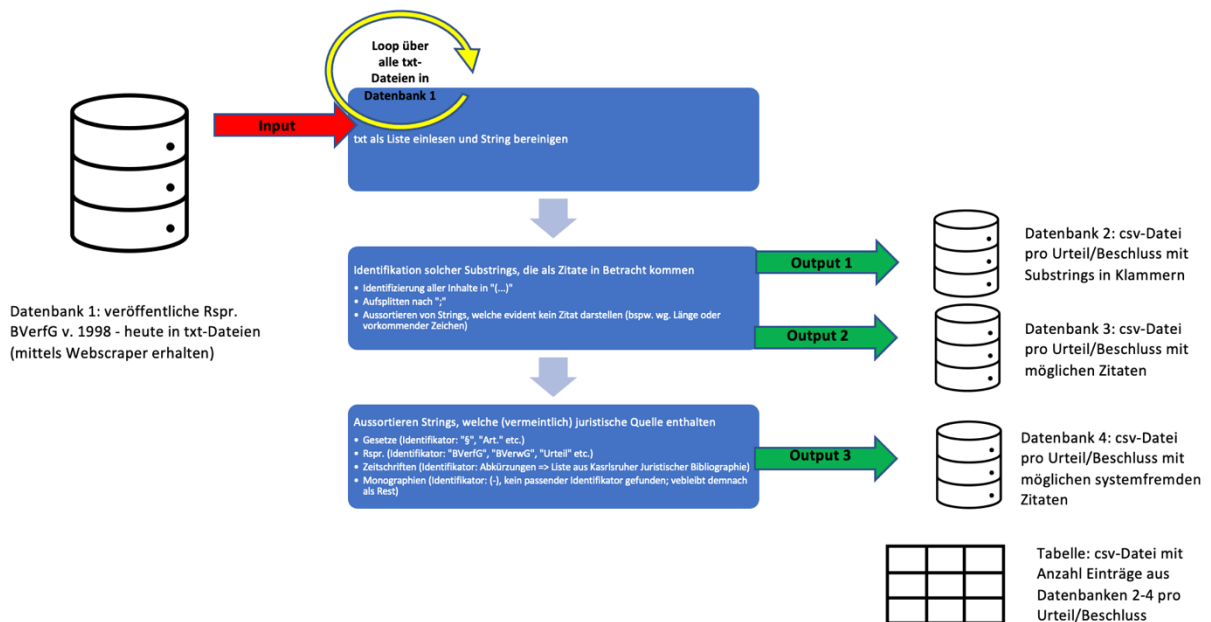 Loop über
alle txt-
Dateien in
Datenbank 1
Input
txt als Liste einlesen und String bereinigen
Datenbank 1: veröffentliche Rspr.
BVerfG v. 1998 - heute in txt-Dateien
(mittels Webscraper erhalten)
Identifikation solcher Substrings, die als Zitate in Betracht kommen
• Identifizierung aller Inhalte in "(...)"
• Aufsplitten nach ";"
• Aussortieren von Strings, welche evident kein Zitat darstellen (bspw. wg. Länge oder
vorkommender Zeichen)
Output 1
Datenbank 2: csv-Datei
pro Urteil/Beschluss mit
Substrings in Klammern
Output 2
Datenbank 3: csv-Datei
pro Urteil/Beschluss mit
möglichen Zitaten
Aussortieren Strings, welche (vermeintlich) juristische Quelle enthalten
• Gesetze (Identifikator: "§", "Art." etc.)
• Rspr. (Identifikator: "BVerfG", "BVerwG", "Urteil" etc.)
• Zeitschriften (Identifikator: Abkürzungen => Liste aus Kasrlsruher Juristischer Bibliographie)
• Monographien (Identifikator: (-), kein passender Identifikator gefunden; vebleibt demnach
als Rest)
Output 3
Datenbank 4: csv-Datei
pro Urteil/Beschluss mit
möglichen systemfremden
Zitaten
Tabelle: csv-Datei mit
Anzahl Einträge aus
Datenbanken 2-4 pro
Urteil/Beschluss